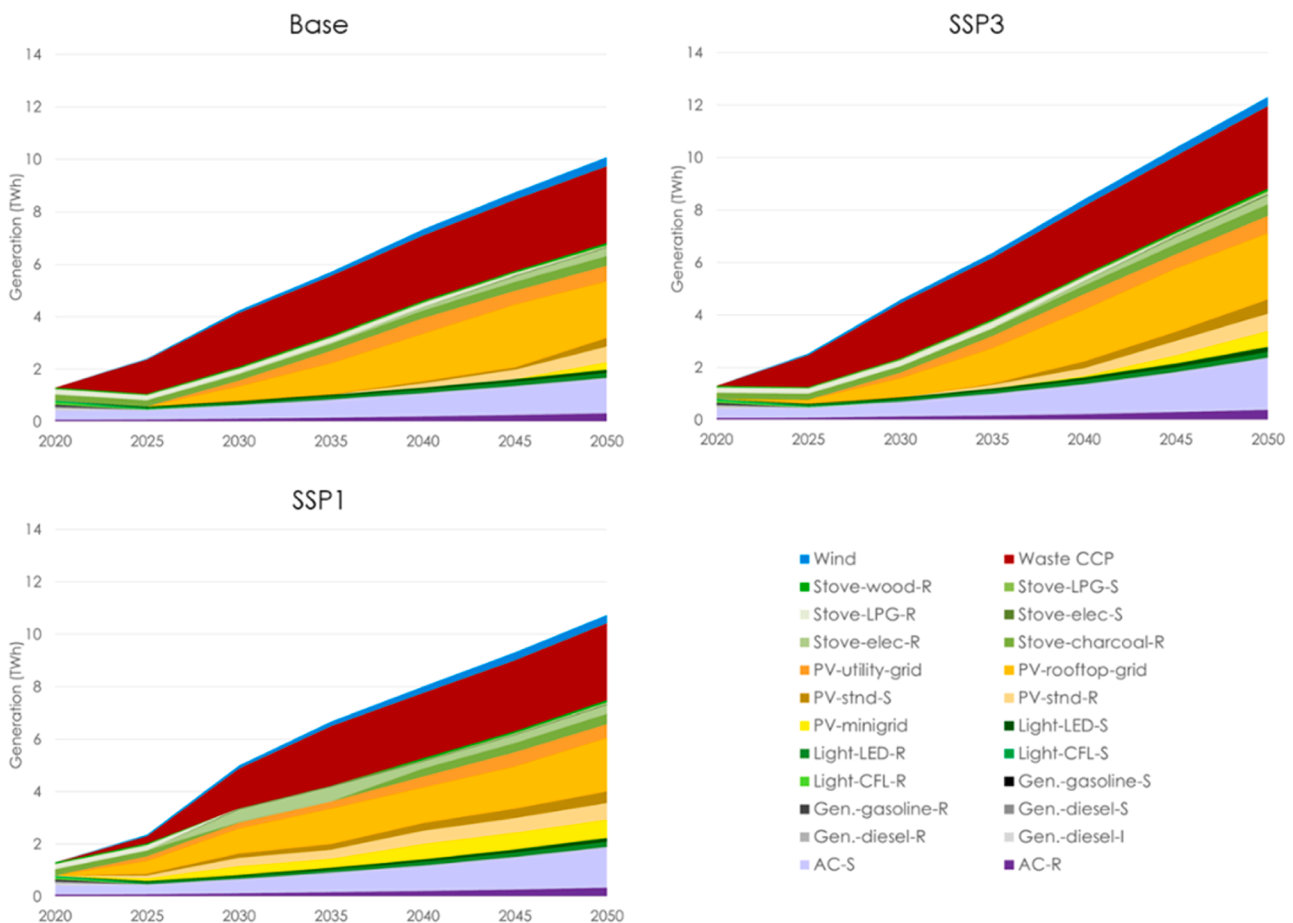 Base
14
12
10
8
6
4
2
0
Generation (TWh)
2020 2025 2030 2035 2040 2045 2050
SSP3
14
12
10
8
6
4
2
0
Generation (TWh)
2020 2025 2030 2035 2040 2045 2050
SSP1
14
12
10
8
6
4
2
0
Generation (TWh)
2020 2025 2030 2035 2040 2045 2050
Wind Waste CCP
Stove-wood-R Stove-LPG-S
Stove-LPG-R Stove-elec-S
Stove-elec-R Stove-charcoal-R
PV-utility-grid PV-rooftop-grid
PV-stnd-S PV-stnd-R
PV-minigrid Light-LED-S
Light-LED-R Light-CFL-S
Light-CFL-R Gen.-gasoline-S
Gen.-gasoline-R Gen.-diesel-S
Gen.-diesel-R Gen.-diesel-I
AC-S AC-R